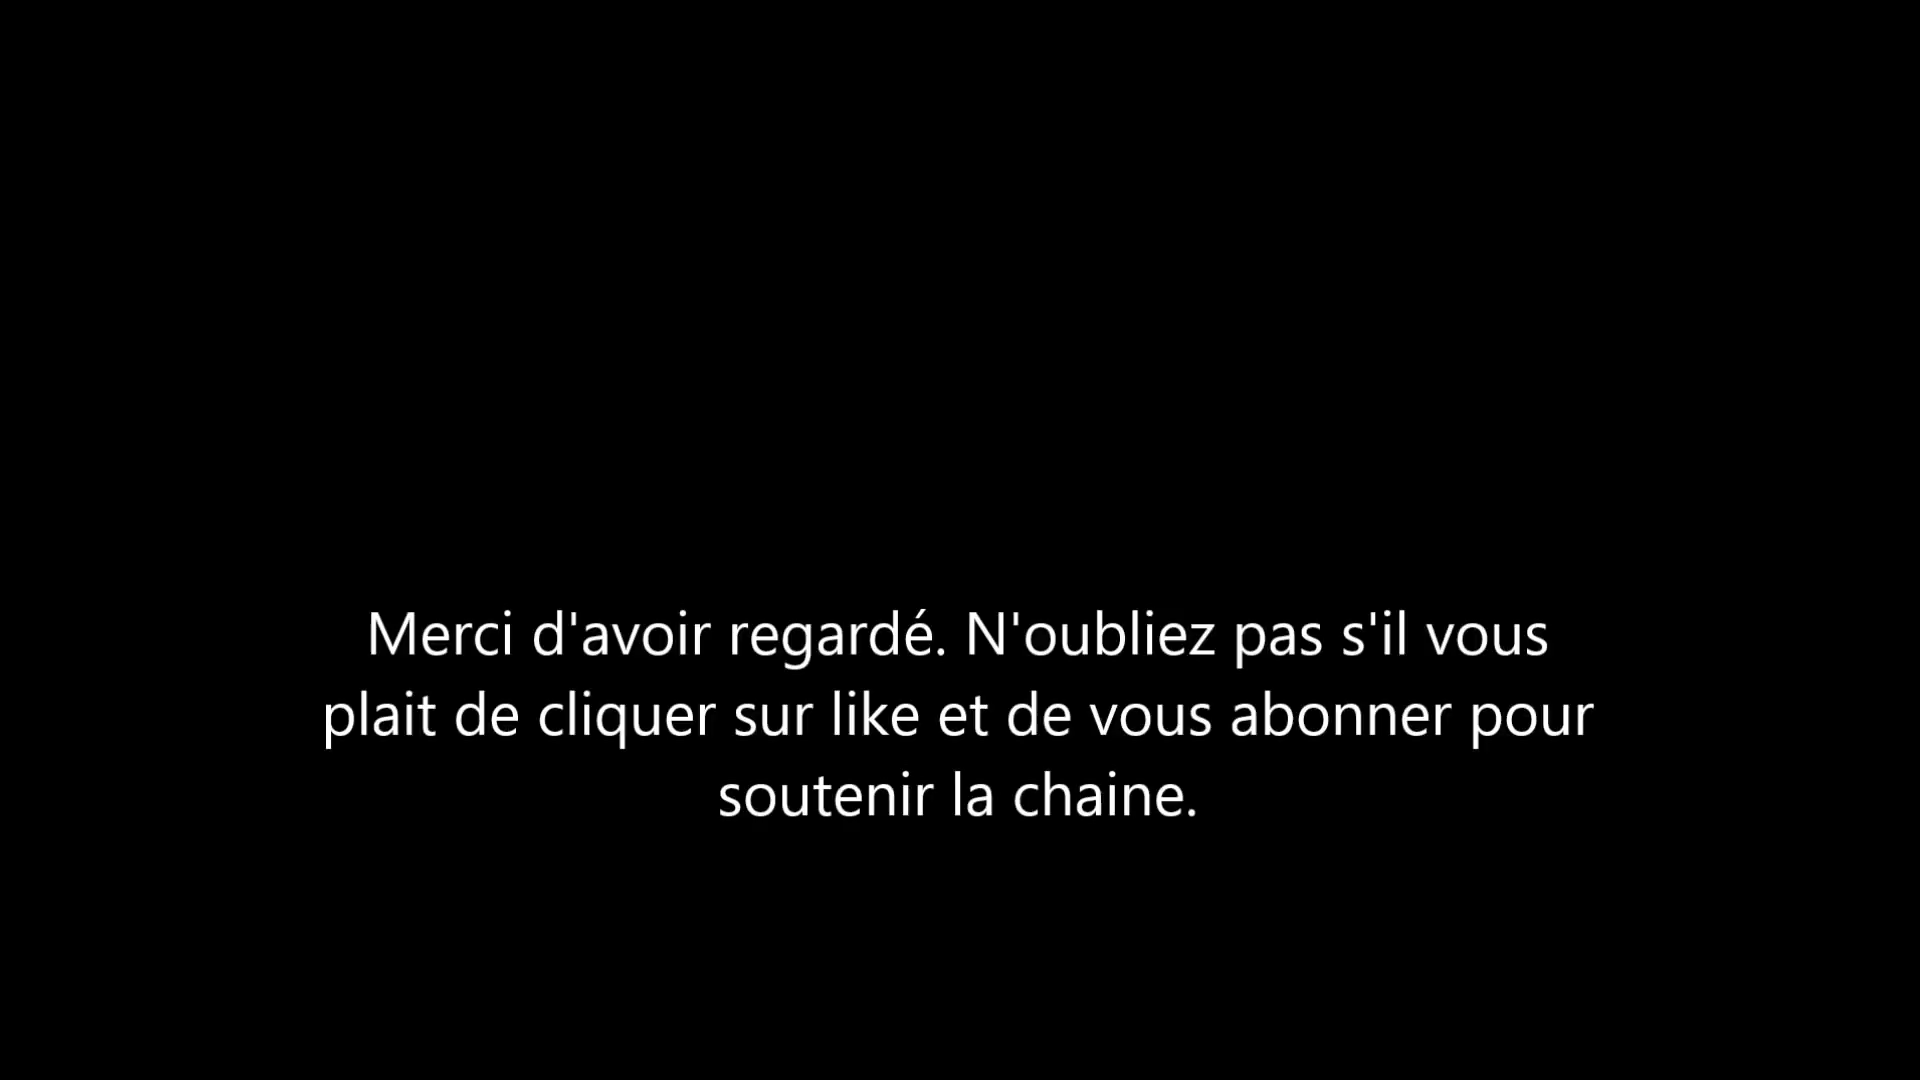 Merci d'avoir regardé. N'oubliez pas s'il vous
plait de cliquer sur like et de vous abonner pour
soutenir la chaine.